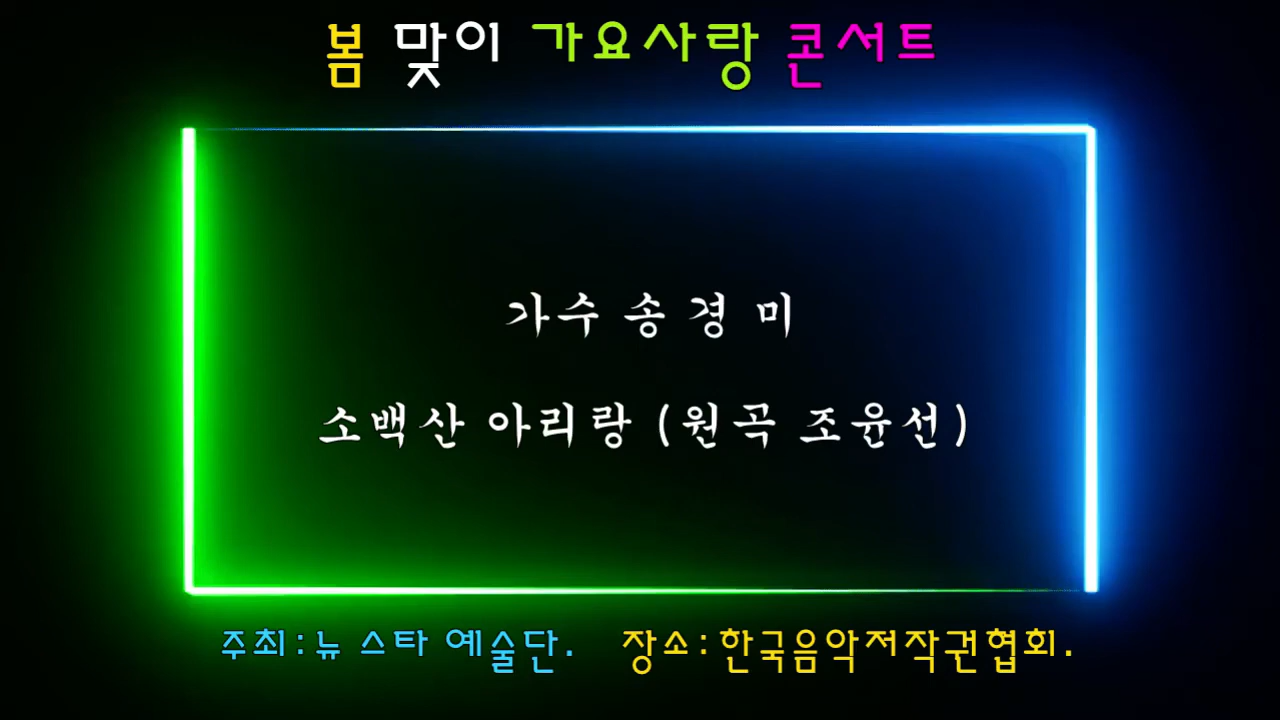 봄 맞이 가요사랑 콘서트
가수 송 경 미
소백산 아리랑 (원곡 조윤선)
주최:뉴 스타 예술단. 장소:한국음악저작권협회.